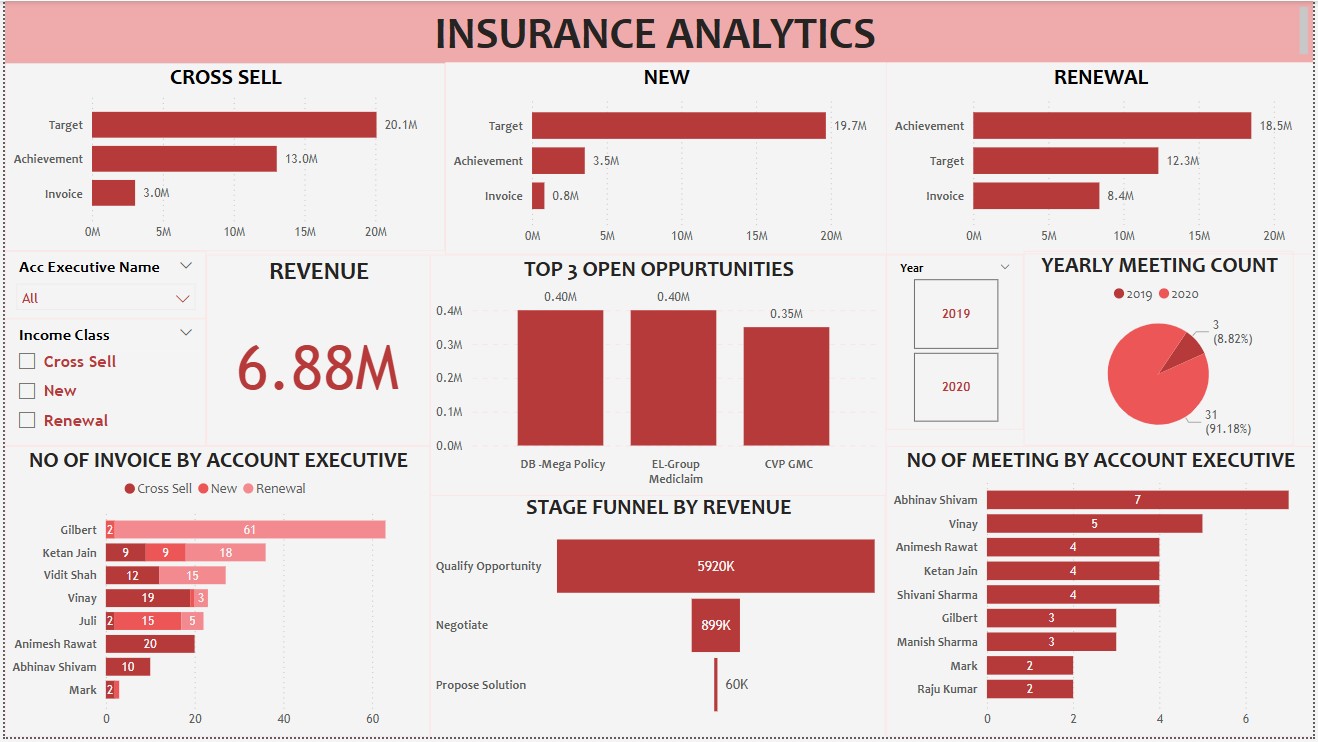 INSURANCE ANALYTICS
CROSS SELL
Target
20.1M
Achievement
13.0M
Invoice
3.0M
0M 5M 10M 15M 20M
NEW
Target
19.7M
Achievement
3.5M
Invoice
0.8M
0M 5M 10M 15M 20M
RENEWAL
Achievement
18.5M
Target
12.3M
Invoice
8.4M
0M 5M 10M 15M 20M
Acc Executive Name
All
Income Class
Cross Sell
New
Renewal
REVENUE
6.88M
TOP 3 OPEN OPPURTUNITIES
0.40M 0.40M 0.35M
0.4M
0.3M
0.2M
0.1M
0.0M
DB -Mega Policy
EL-Group
Mediclaim
CVP GMC
Year
2019
2020
YEARLY MEETING COUNT
2019 2020
3
(8.82%)
31
(91.18%)
NO OF INVOICE BY ACCOUNT EXECUTIVE
Cross Sell New Renewal
Gilbert 2 61
Ketan Jain 9 9 18
Vidit Shah 12 15
Vinay 19 3
Juli 2 15 5
Animesh Rawat 20
Abhinav Shivam 10
Mark 2
0 20 40 60
STAGE FUNNEL BY REVENUE
Qualify Opportunity 5920K
Negotiate 899K
Propose Solution 60K
NO OF MEETING BY ACCOUNT EXECUTIVE
Abhinav Shivam 7
Vinay 5
Animesh Rawat 4
Ketan Jain 4
Shivani Sharma 4
Gilbert 3
Manish Sharma 3
Mark 2
Raju Kumar 2
0 2 4 6